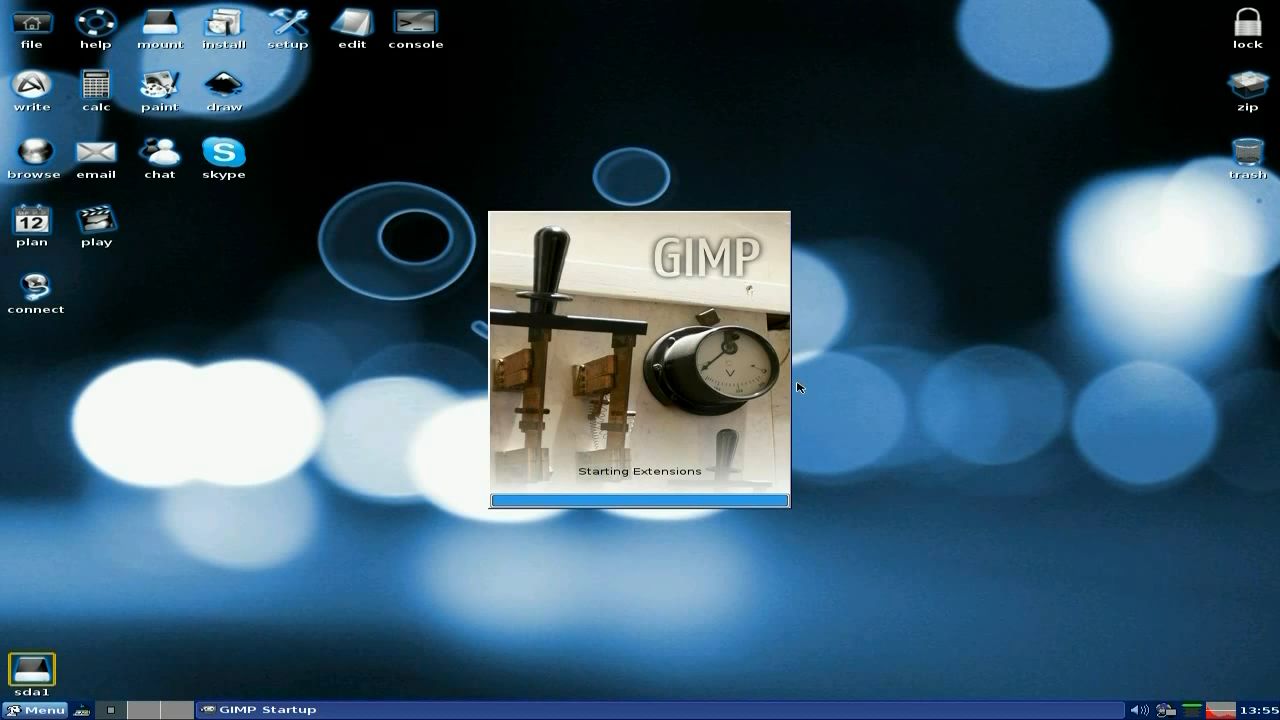 file help mount install setup edit console lock
write calc paint draw zip
browse email chat skype trash
12
plan play
connect
GIMP
V
Starting Extensions
sda1
Menu GIMP Startup 13:55